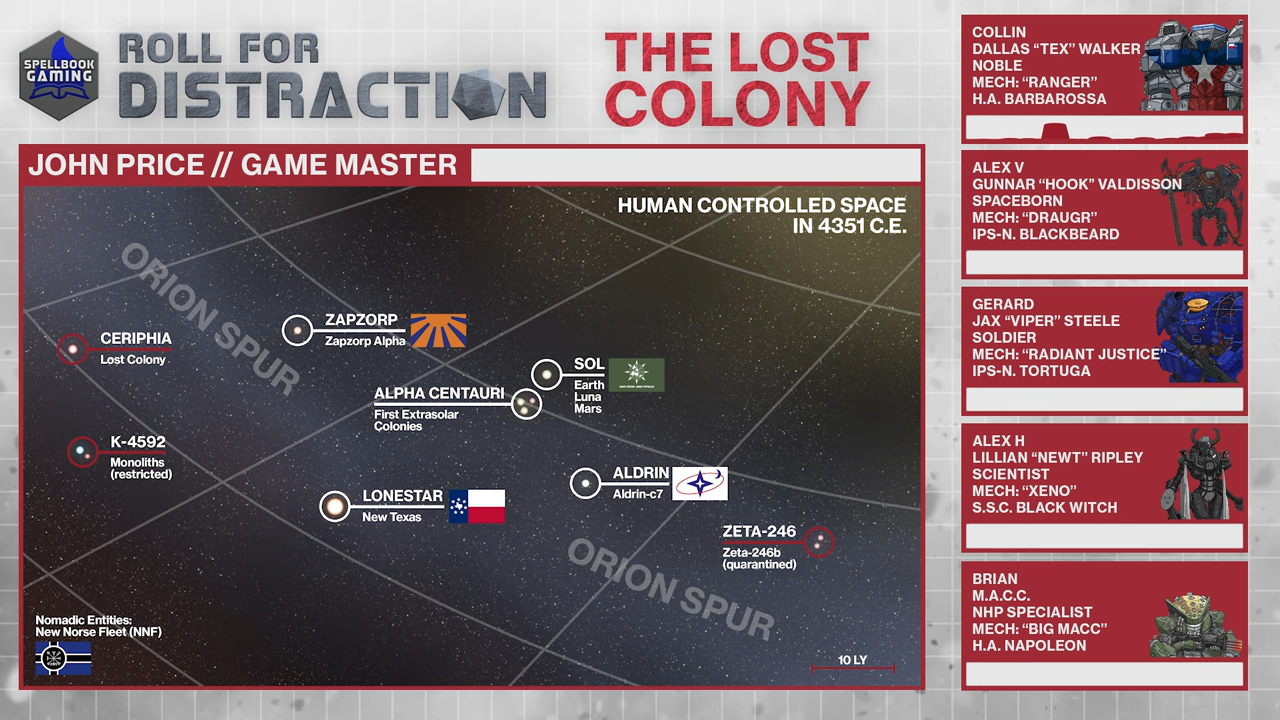 SPELLBOOK
GAMING
ROLL FOR
DISTRACTION
THE LOST
COLONY
JOHN PRICE // GAME MASTER
HUMAN CONTROLLED SPACE
IN 4351 C.E.
ORION SPUR
CERIPHIA
Lost Colony
ZAPZORP
Zapzorp Alpha
SOL
Earth
Luna
Mars
ALPHA CENTAURI
First Extrasolar
Colonies
K-4592
Monoliths
(restricted)
LONESTAR
New Texas
ALDRIN
Aldrin-c7
ZETA-246
Zeta-246b
(quarantined)
ORION SPUR
Nomadic Entities:
New Norse Fleet (NNF)
10 LY
COLLIN
DALLAS “TEX” WALKER
NOBLE
MECH: “RANGER”
H.A. BARBAROSSA
ALEX V
GUNNAR “HOOK” VALDISSON
SPACEBORN
MECH: “DRAUGR”
IPS-N. BLACKBEARD
GERARD
JAX “VIPER” STEELE
SOLDIER
MECH: “RADIANT JUSTICE”
IPS-N. TORTUGA
ALEX H
LILLIAN “NEWT” RIPLEY
SCIENTIST
MECH: “XENO”
S.S.C. BLACK WITCH
BRIAN
M.A.C.C.
NHP SPECIALIST
MECH: “BIG MACC”
H.A. NAPOLEON